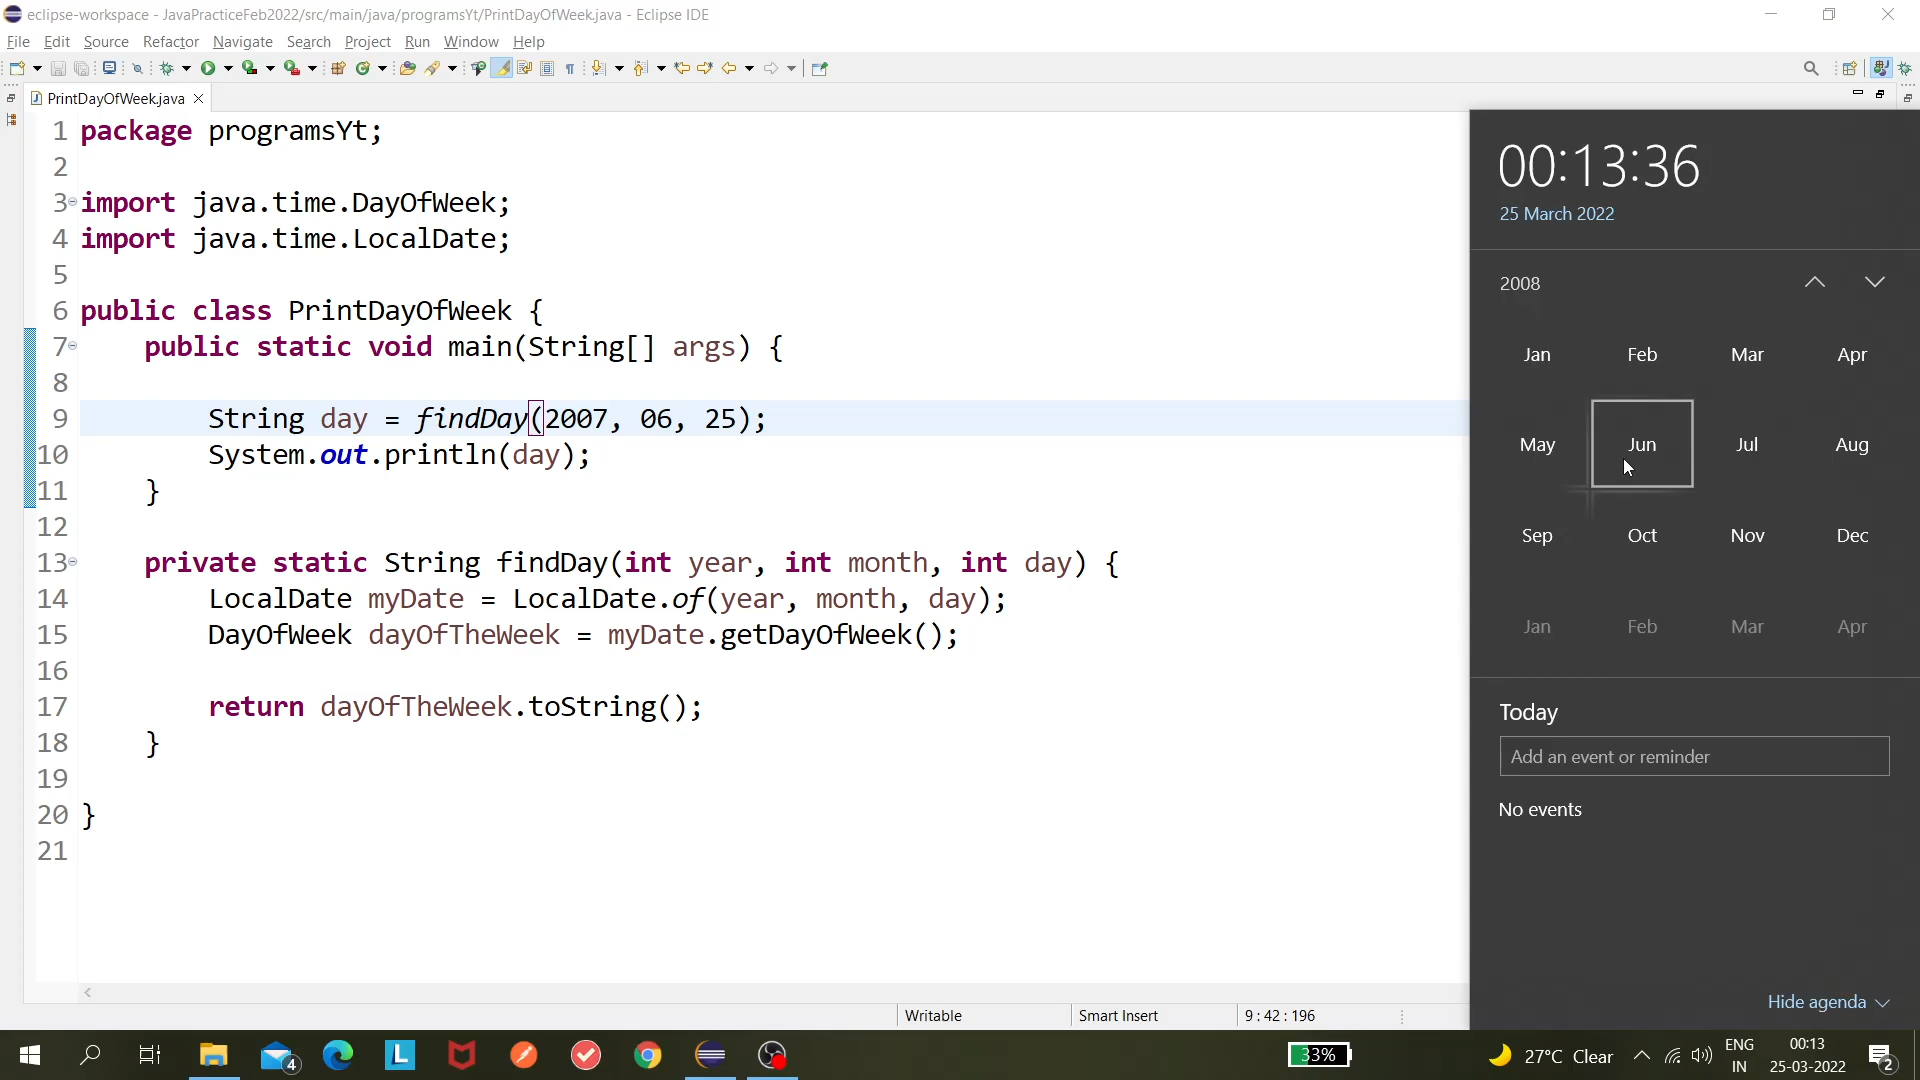 eclipse-workspace - JavaPracticeFeb2022/src/main/java/programsYt/PrintDayOfWeek.java - Eclipse IDE
File Edit Source Refactor Navigate Search Project Run Window Help
PrintDayOfWeek.java
1 package programsYt;
2
3 import java.time.DayOfWeek;
4 import java.time.LocalDate;
5
6 public class PrintDayOfWeek {
7 public static void main(String[] args) {
8
9 String day = findDay(2007, 06, 25);
10 System.out.println(day);
11 }
12
13 private static String findDay(int year, int month, int day) {
14 LocalDate myDate = LocalDate.of(year, month, day);
15 DayOfWeek dayOfTheWeek = myDate.getDayOfWeek();
16
17 return dayOfTheWeek.toString();
18 }
19
20 }
21
Writable Smart Insert 9 : 42 : 196
00:13:36
25 March 2022
2008
Jan Feb Mar Apr
May Jun Jul Aug
Sep Oct Nov Dec
Jan Feb Mar Apr
Today
Add an event or reminder
No events
Hide agenda
4
L
33%
27°C Clear
ENG
IN
00:13
25-03-2022
2